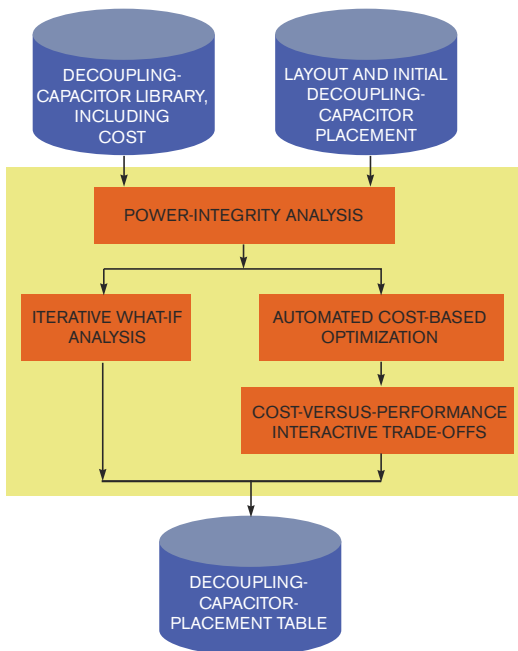 DECOUPLING-
CAPACITOR LIBRARY,
INCLUDING
COST
LAYOUT AND INITIAL
DECOUPLING-
CAPACITOR
PLACEMENT
POWER-INTEGRITY ANALYSIS
ITERATIVE WHAT-IF
ANALYSIS
AUTOMATED COST-BASED
OPTIMIZATION
COST-VERSUS-PERFORMANCE
INTERACTIVE TRADE-OFFS
DECOUPLING-
CAPACITOR-
PLACEMENT TABLE